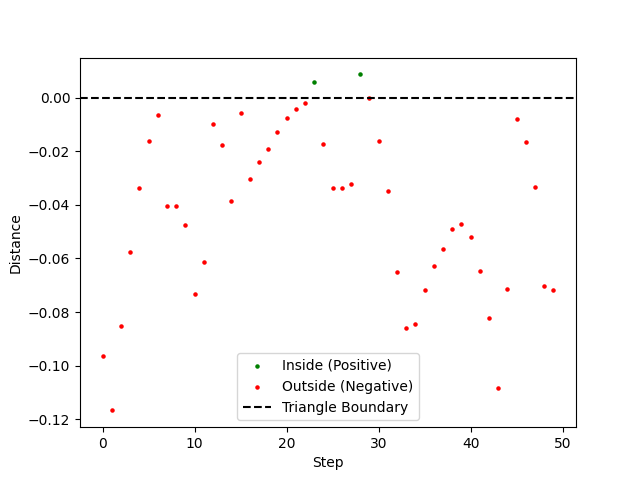 0.00
−0.02
−0.04
−0.06
−0.08
−0.10
−0.12
Distance
Inside (Positive)
Outside (Negative)
Triangle Boundary
0 10 20 30 40 50
Step